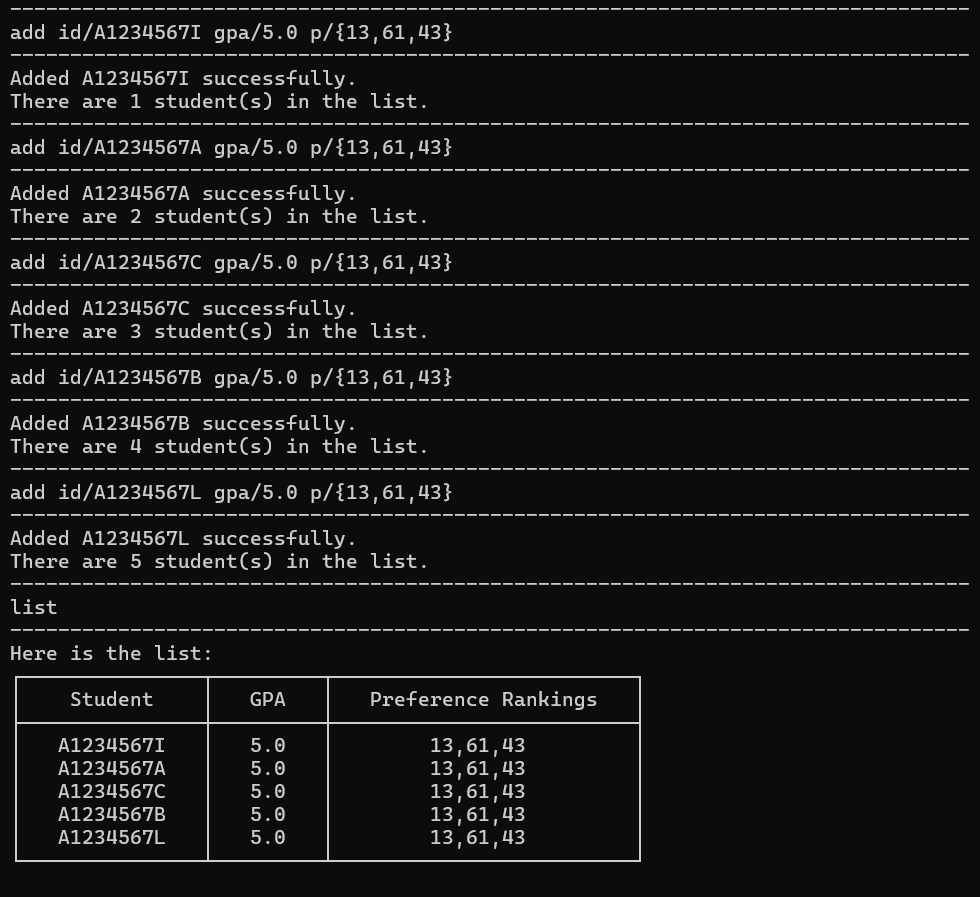 add id/A1234567I gpa/5.0 p/{13,61,43}
Added A1234567I successfully.
There are 1 student(s) in the list.
add id/A1234567A gpa/5.0 p/{13,61,43}
Added A1234567A successfully.
There are 2 student(s) in the list.
add id/A1234567C gpa/5.0 p/{13,61,43}
Added A1234567C successfully.
There are 3 student(s) in the list.
add id/A1234567B gpa/5.0 p/{13,61,43}
Added A1234567B successfully.
There are 4 student(s) in the list.
add id/A1234567L gpa/5.0 p/{13,61,43}
Added A1234567L successfully.
There are 5 student(s) in the list.
list
Here is the list:
Student GPA Preference Rankings
A1234567I 5.0 13,61,43
A1234567A 5.0 13,61,43
A1234567C 5.0 13,61,43
A1234567B 5.0 13,61,43
A1234567L 5.0 13,61,43